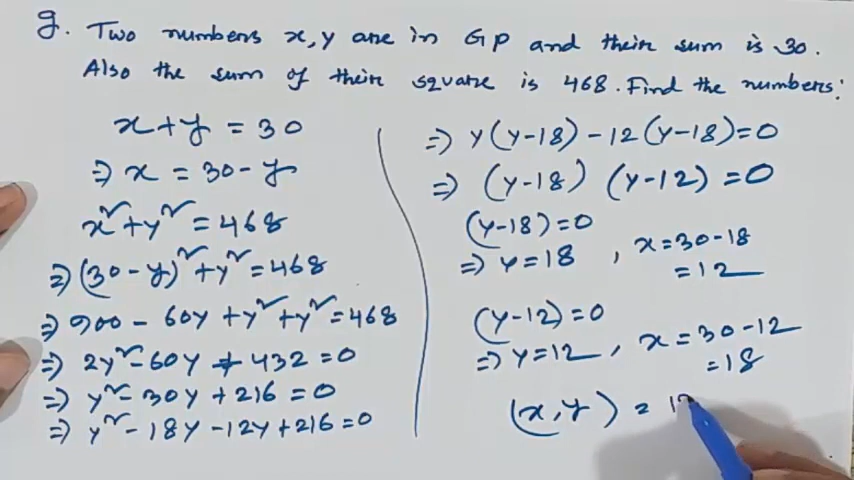 g. Two numbers x, y are in GP and their sum is 30.
Also the sum of their square is 468. Find the numbers:
x+y = 30
⇒ x = 30-y
x²+y² = 468
⇒ (30-y)²+y² = 468
⇒ 900 - 60y + y² + y² = 468
⇒ 2y² - 60y + 432 = 0
⇒ y² - 30y + 216 = 0
⇒ y² - 18y - 12y + 216 = 0
⇒ y(y-18) - 12(y-18) = 0
⇒ (y-18) (y-12) = 0
(y-18) = 0
⇒ y = 18 , x = 30-18
= 12
(y-12) = 0
⇒ y = 12 , x = 30-12
= 18
(x, y) = 12